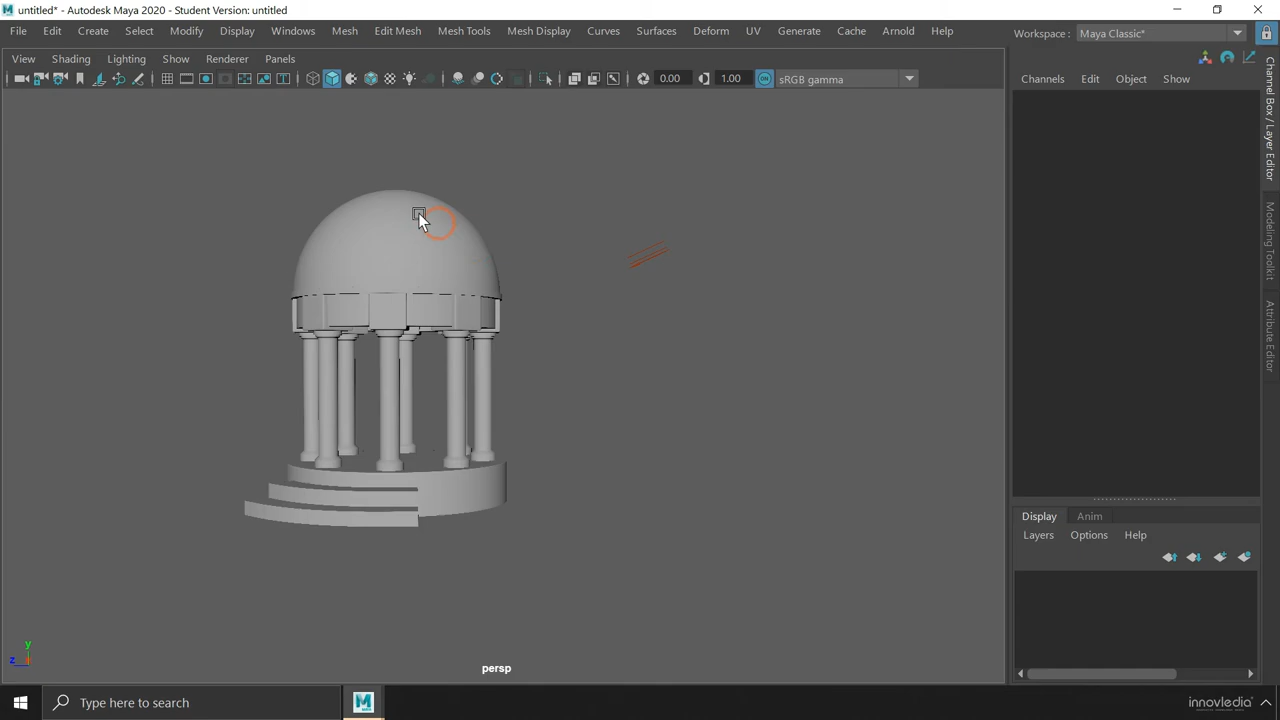 untitled* - Autodesk Maya 2020 - Student Version: untitled
File Edit Create Select Modify Display Windows Mesh Edit Mesh Mesh Tools Mesh Display Curves Surfaces Deform UV Generate Cache Arnold Help
Workspace : Maya Classic*
View Shading Lighting Show Renderer Panels
0.00 1.00 ON sRGB gamma
Channels Edit Object Show
Channel Box / Layer Editor
Modeling Toolkit
Attribute Editor
Display Anim
Layers Options Help
y
z
persp
Type here to search
innovledia